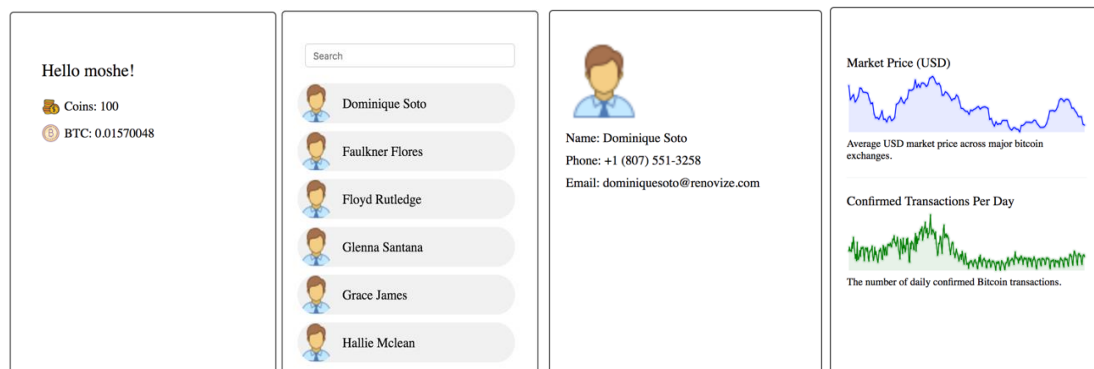 Hello moshe!
Coins: 100
BTC: 0.01570048
Search
Dominique Soto
Faulkner Flores
Floyd Rutledge
Glenna Santana
Grace James
Hallie Mclean
Name: Dominique Soto
Phone: +1 (807) 551-3258
Email: dominiquesoto@renovize.com
Market Price (USD)
Average USD market price across major bitcoin
exchanges.
Confirmed Transactions Per Day
The number of daily confirmed Bitcoin transactions.